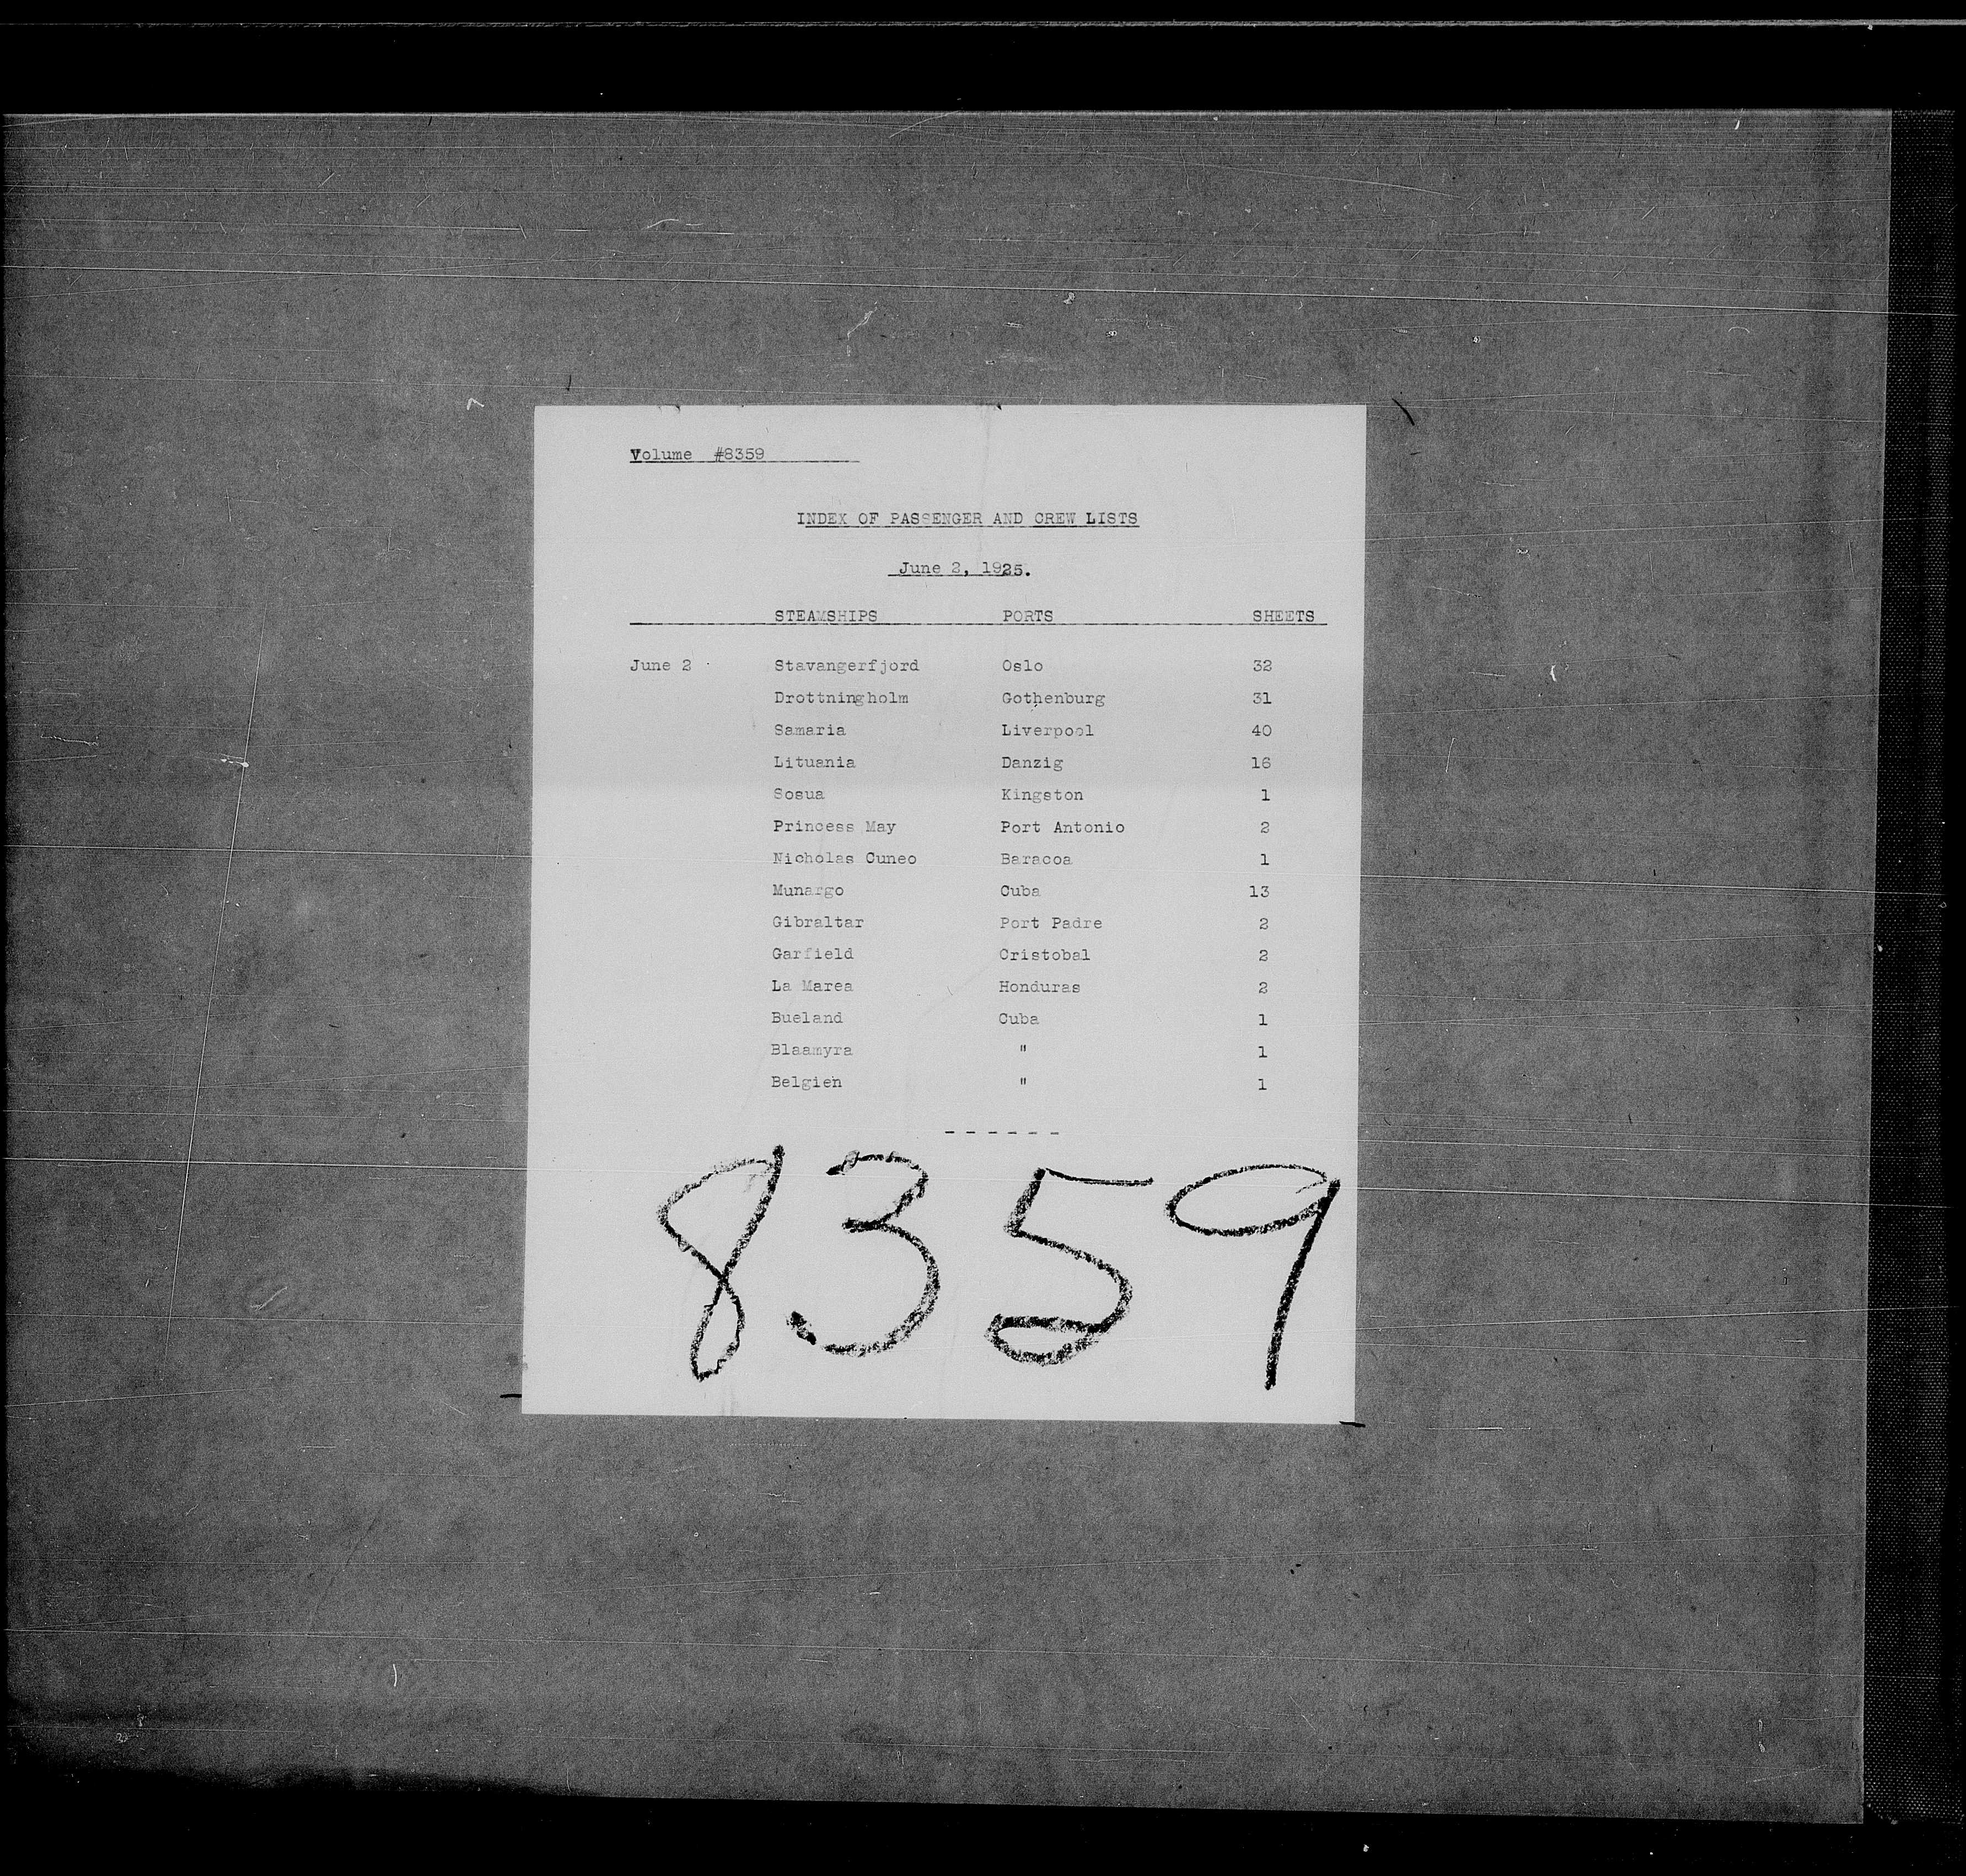 Volume #8359
INDEX OF PASSENGER AND CREW LISTS
June 2, 1925.
STEAMSHIPS PORTS SHEETS
June 2 Stavangerfjord Oslo 32
Drottningholm Gothenburg 31
Samaria Liverpool 40
Lituania Danzig 16
Sosua Kingston 1
Princess May Port Antonio 2
Nicholas Cuneo Baracoa 1
Munargo Cuba 13
Gibraltar Port Padre 2
Garfield Cristobal 2
La Marea Honduras 2
Bueland Cuba 1
Blaamyra " 1
Belgien " 1
- - - - - -
8359